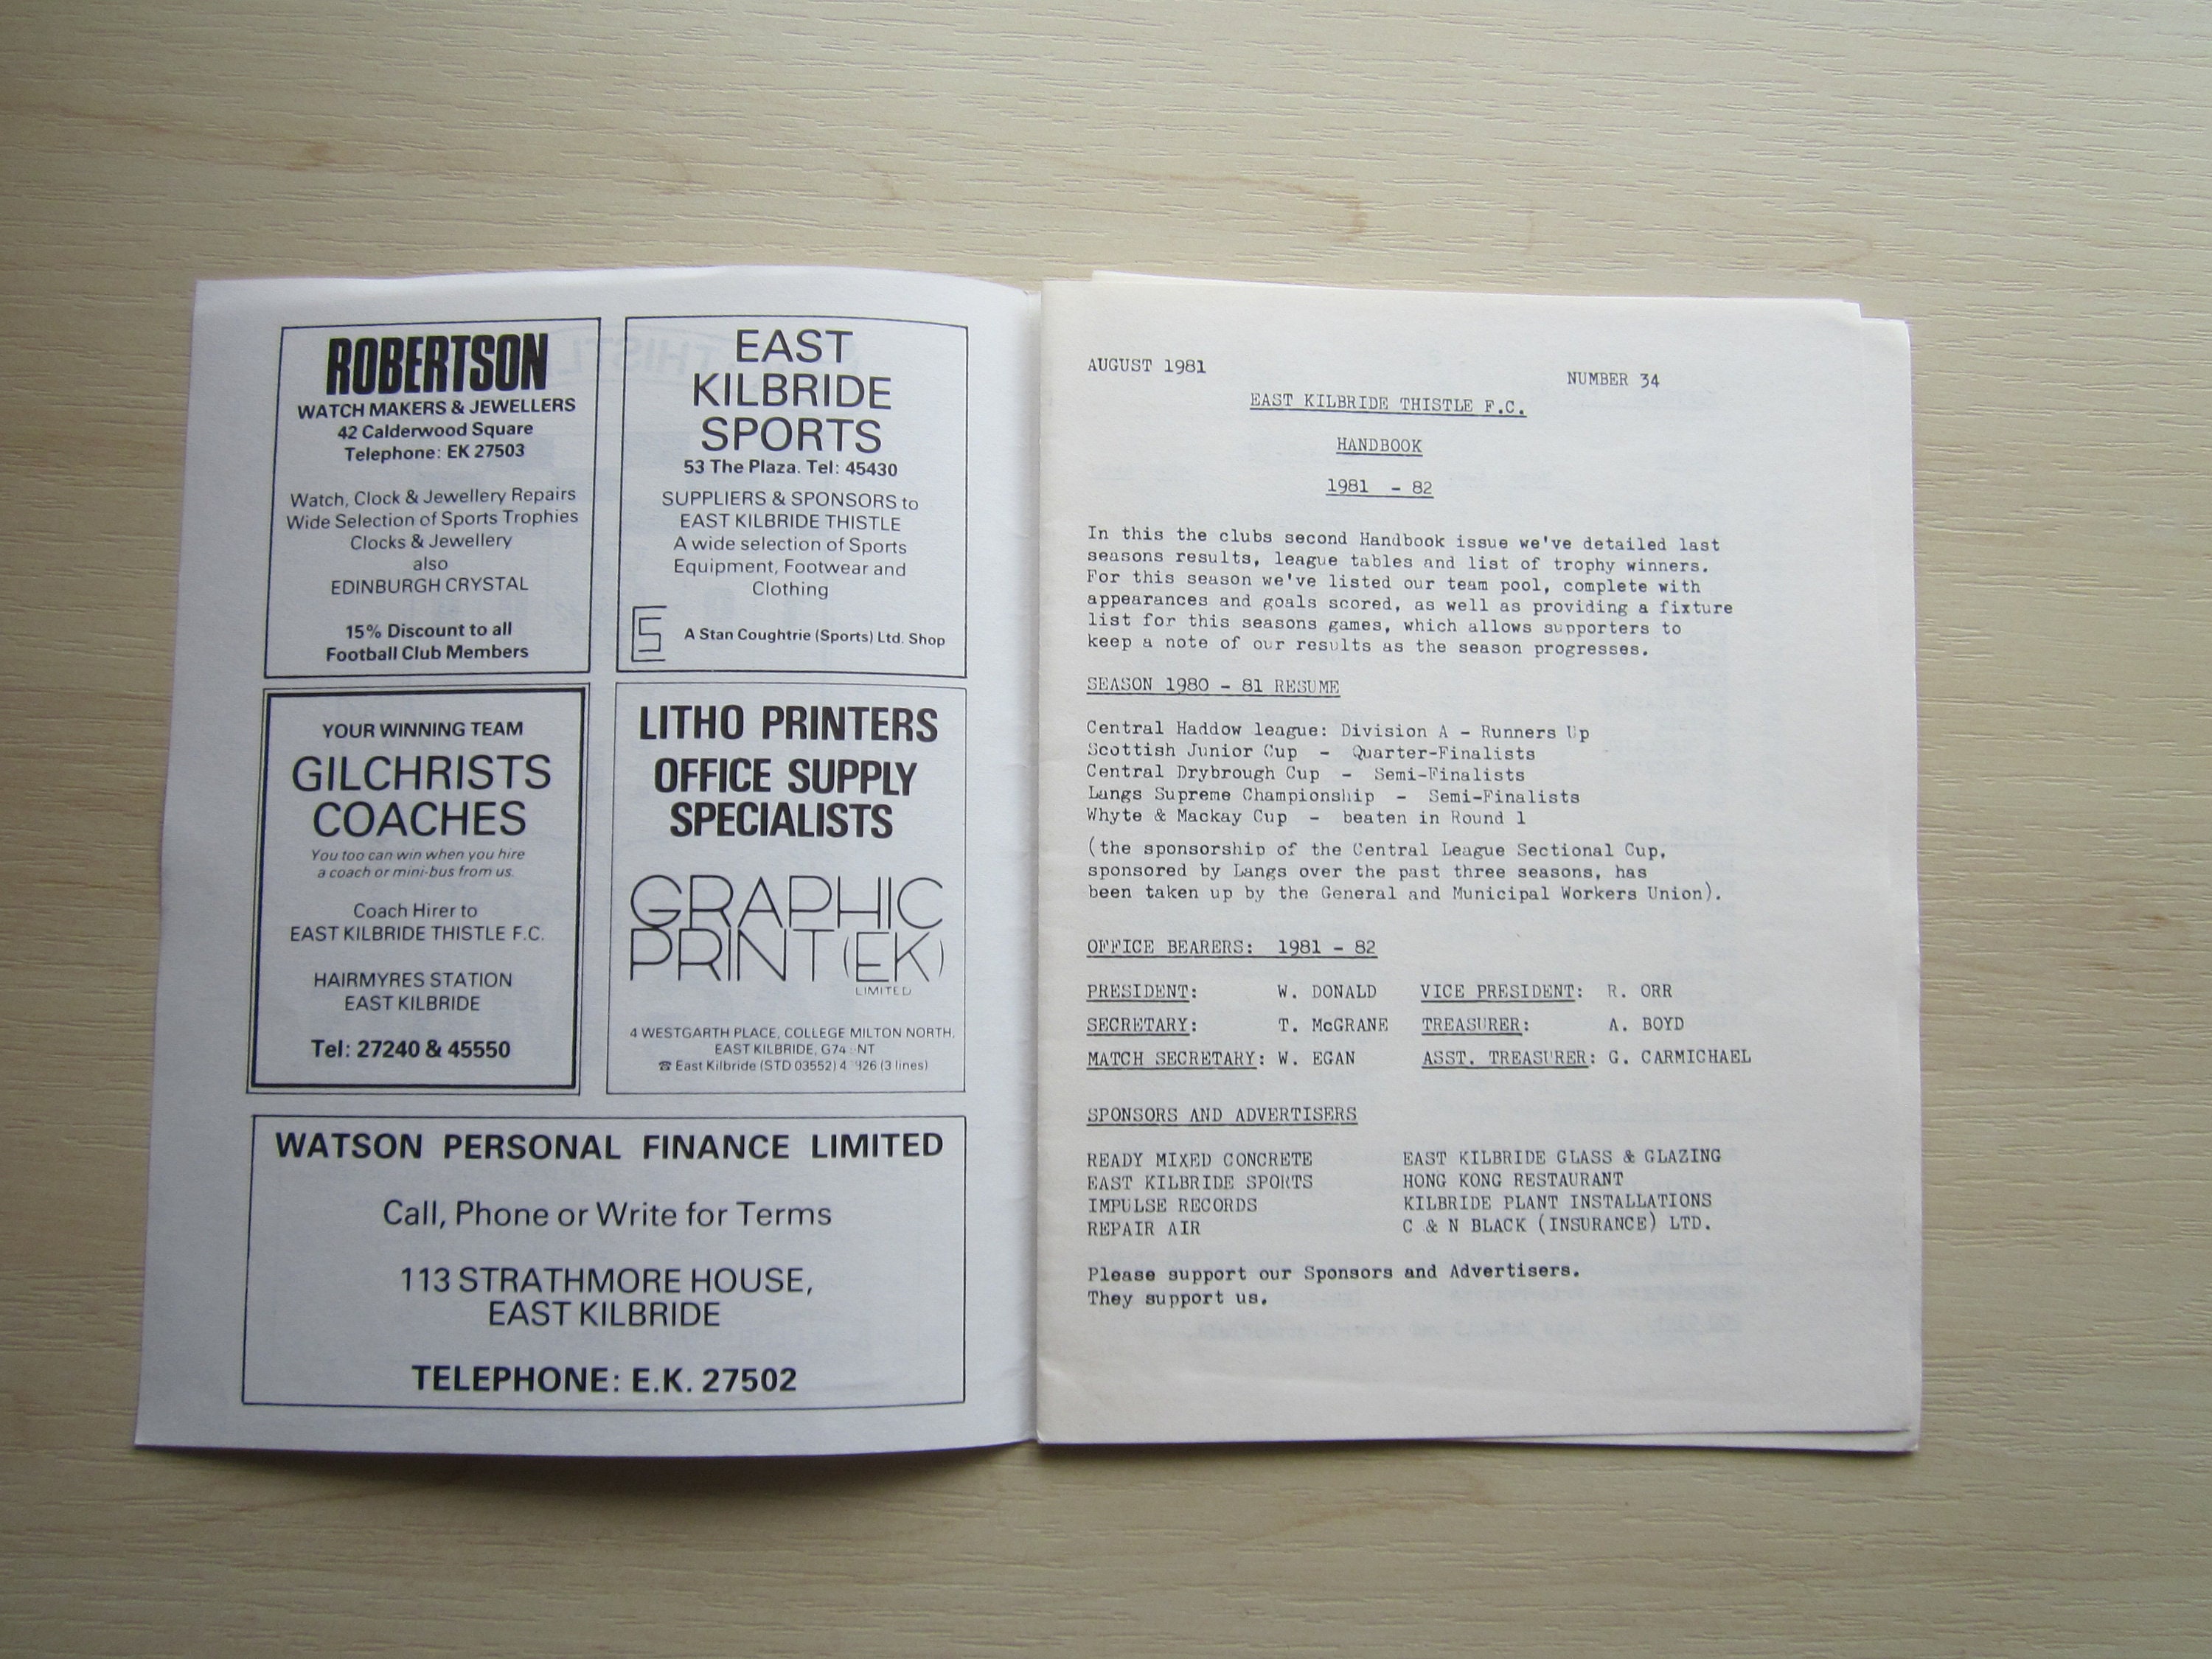 ROBERTSON
WATCH MAKERS & JEWELLERS
42 Calderwood Square
Telephone: EK 27503
Watch, Clock & Jewellery Repairs
Wide Selection of Sports Trophies
Clocks & Jewellery
also
EDINBURGH CRYSTAL
15% Discount to all
Football Club Members
EAST
KILBRIDE
SPORTS
53 The Plaza. Tel: 45430
SUPPLIERS & SPONSORS to
EAST KILBRIDE THISTLE
A wide selection of Sports
Equipment, Footwear and
Clothing
A Stan Coughtrie (Sports) Ltd. Shop
YOUR WINNING TEAM
GILCHRISTS
COACHES
You too can win when you hire
a coach or mini-bus from us.
Coach Hirer to
EAST KILBRIDE THISTLE F.C.
HAIRMYRES STATION
EAST KILBRIDE
Tel: 27240 & 45550
LITHO PRINTERS
OFFICE SUPPLY
SPECIALISTS
GRAPHIC
PRINT (EK)
LIMITED
4 WESTGARTH PLACE, COLLEGE MILTON NORTH,
EAST KILBRIDE, G74
East Kilbride (STD 03552) (3 lines)
WATSON PERSONAL FINANCE LIMITED
Call, Phone or Write for Terms
113 STRATHMORE HOUSE,
EAST KILBRIDE
TELEPHONE: E.K. 27502
AUGUST 1981
NUMBER 34
EAST KILBRIDE THISTLE F.C.
HANDBOOK
1981 - 82
In this the clubs second Handbook issue we've detailed last
seasons results, league tables and list of trophy winners.
For this season we've listed our team pool, complete with
appearances and goals scored, as well as providing a fixture
list for this seasons games, which allows supporters to
keep a note of our results as the season progresses.
SEASON 1980 - 81 RESUME
Central Haddow league: Division A - Runners Up
Scottish Junior Cup - Quarter-Finalists
Central Drybrough Cup - Semi-Finalists
Langs Supreme Championship - Semi-Finalists
Whyte & Mackay Cup - beaten in Round 1
(the sponsorship of the Central League Sectional Cup,
sponsored by Langs over the past three seasons, has
been taken up by the General and Municipal Workers Union).
OFFICE BEARERS: 1981 - 82
PRESIDENT: W. DONALD VICE PRESIDENT: R. ORR
SECRETARY: T. McGRANE TREASURER: A. BOYD
MATCH SECRETARY: W. EGAN ASST. TREASURER: G. CARMICHAEL
SPONSORS AND ADVERTISERS
READY MIXED CONCRETE EAST KILBRIDE GLASS & GLAZING
EAST KILBRIDE SPORTS HONG KONG RESTAURANT
IMPULSE RECORDS KILBRIDE PLANT INSTALLATIONS
REPAIR AIR C & N BLACK (INSURANCE) LTD.
Please support our Sponsors and Advertisers.
They support us.